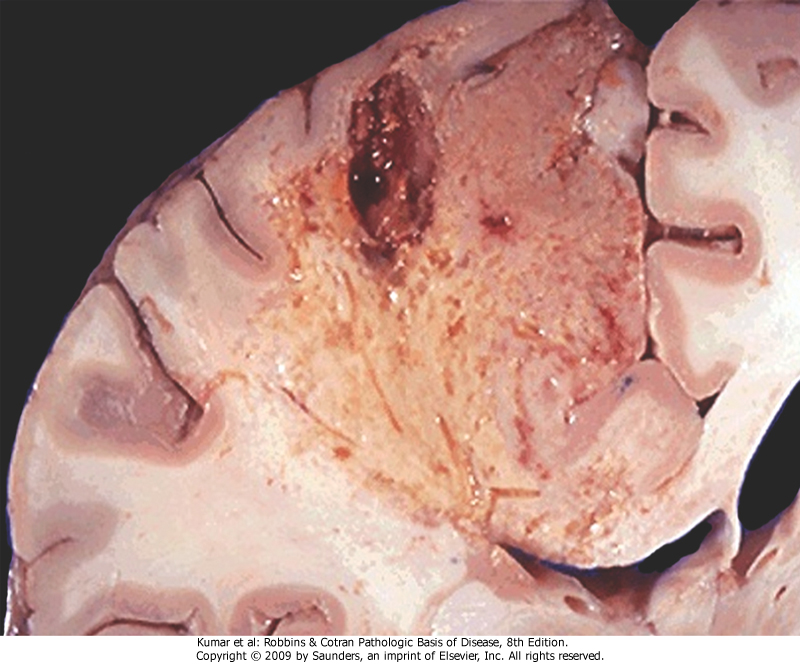 Kumar et al: Robbins & Cotran Pathologic Basis of Disease, 8th Edition.
Copyright © 2009 by Saunders, an imprint of Elsevier, Inc. All rights reserved.